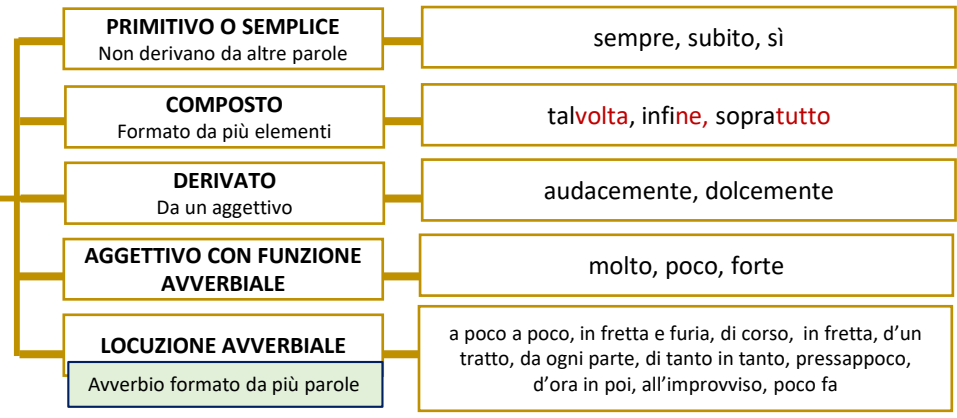 PRIMITIVO O SEMPLICE
Non derivano da altre parole
sempre, subito, sì
COMPOSTO
Formato da più elementi
talvolta, infine, sopratutto
DERIVATO
Da un aggettivo
audacemente, dolcemente
AGGETTIVO CON FUNZIONE
AVVERBIALE
molto, poco, forte
LOCUZIONE AVVERBIALE
Avverbio formato da più parole
a poco a poco, in fretta e furia, di corso, in fretta, d'un
tratto, da ogni parte, di tanto in tanto, pressappoco,
d'ora in poi, all'improvviso, poco fa